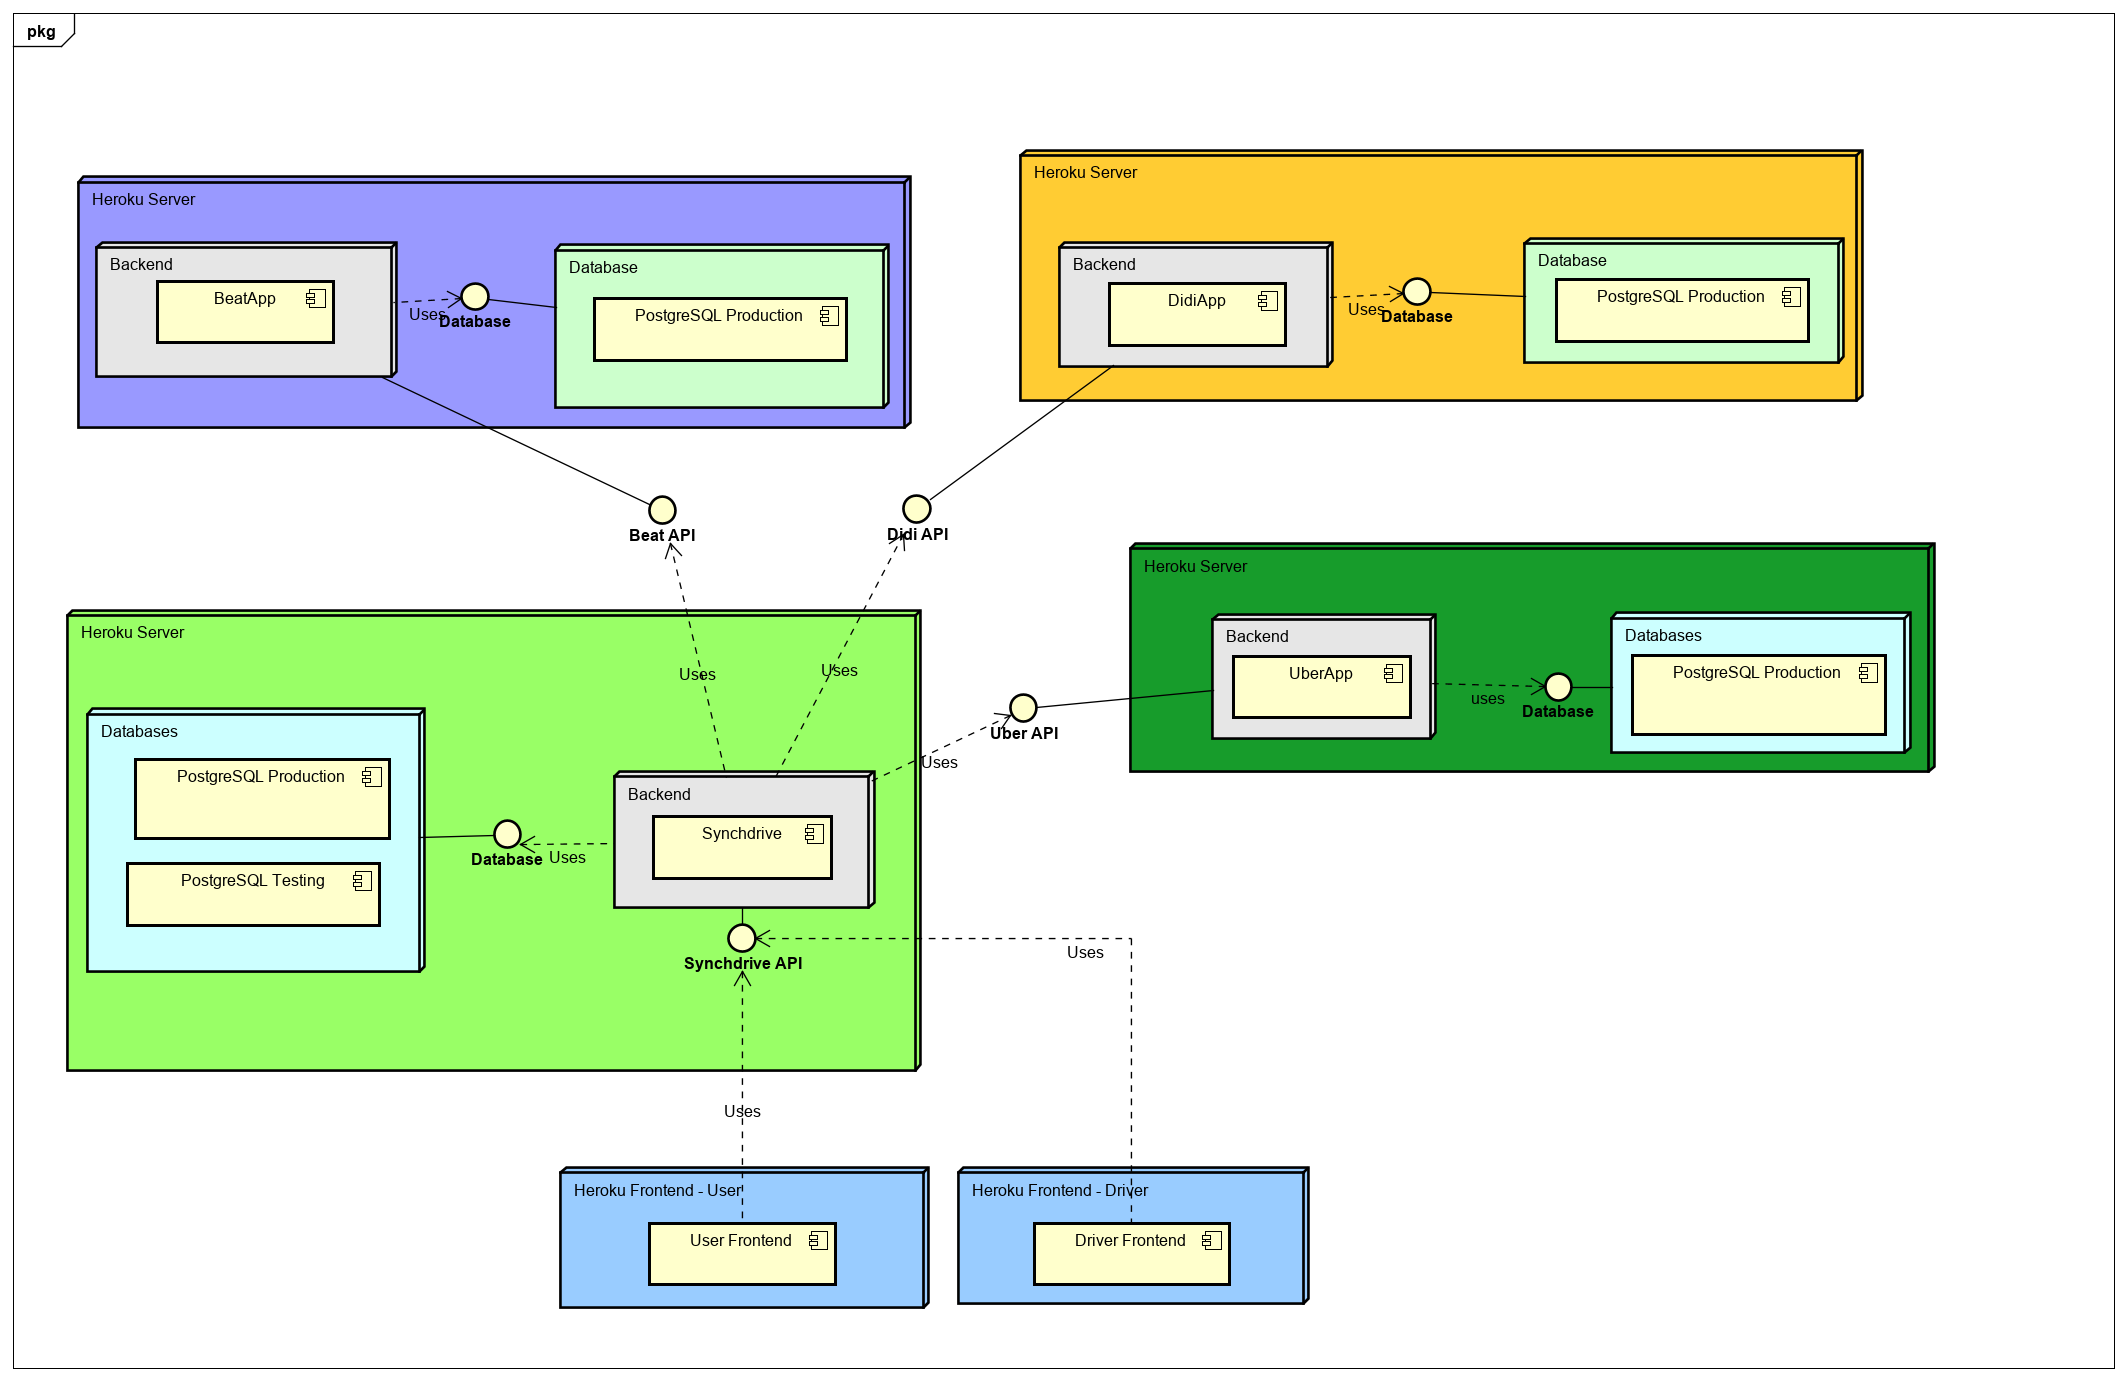 pkg
Heroku Server
Backend
BeatApp
Uses
Database
Database
PostgreSQL Production
Heroku Server
Backend
DidiApp
Uses
Database
Database
PostgreSQL Production
Beat API
Didi API
Heroku Server
Backend
UberApp
uses
Database
Databases
PostgreSQL Production
Uber API
Uses
Uses
Uses
Heroku Server
Databases
PostgreSQL Production
PostgreSQL Testing
Database
Uses
Backend
Synchdrive
Synchdrive API
Uses
Uses
Heroku Frontend - User
User Frontend
Heroku Frontend - Driver
Driver Frontend